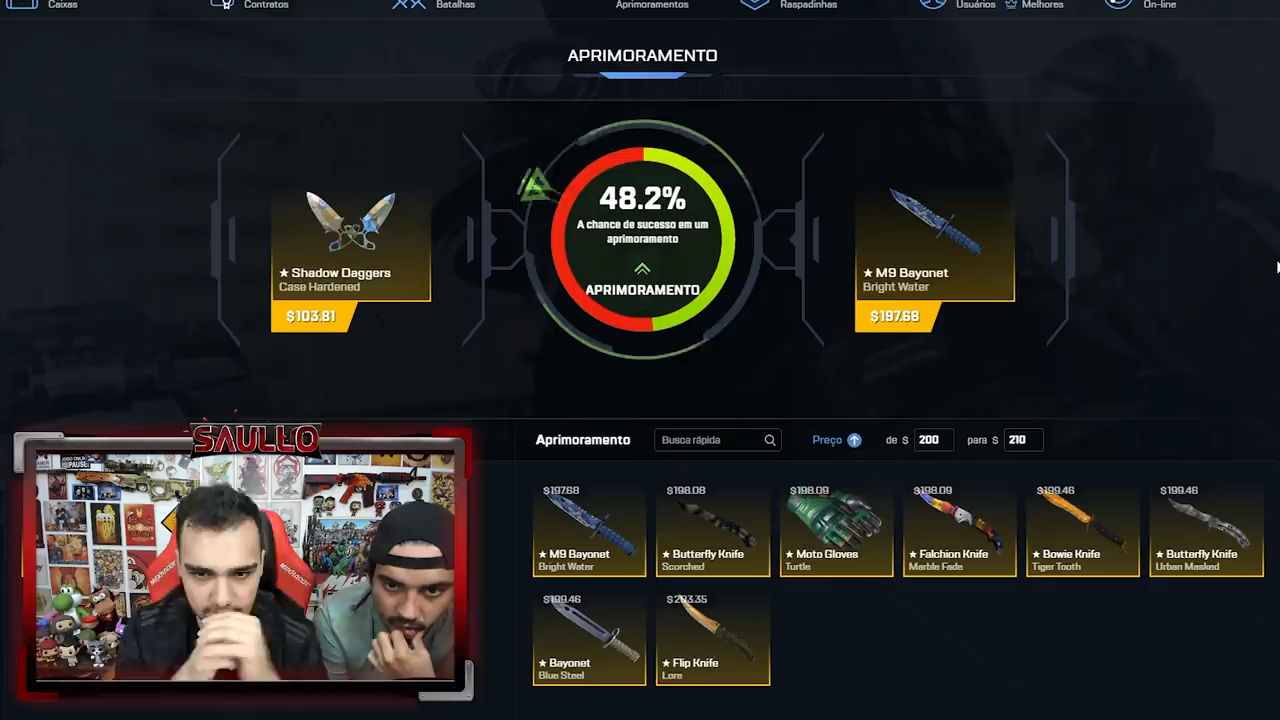 Caixas
Contratos
Batalhas
Aprimoramentos
Raspadinhas
Usuários
Melhores
On-line
APRIMORAMENTO
48.2%
A chance de sucesso em um
aprimoramento
APRIMORAMENTO
★ Shadow Daggers
Case Hardened
$103.81
★ M9 Bayonet
Bright Water
$197.68
SAULLO
Aprimoramento
Busca rápida
Preço
de $ 200
para $ 210
$197.68
★ M9 Bayonet
Bright Water
$198.08
★ Butterfly Knife
Scorched
$198.09
★ Moto Gloves
Turtle
$198.09
★ Falchion Knife
Marble Fade
$199.46
★ Bowie Knife
Tiger Tooth
$199.46
★ Butterfly Knife
Urban Masked
$199.46
★ Bayonet
Blue Steel
$203.35
★ Flip Knife
Lore